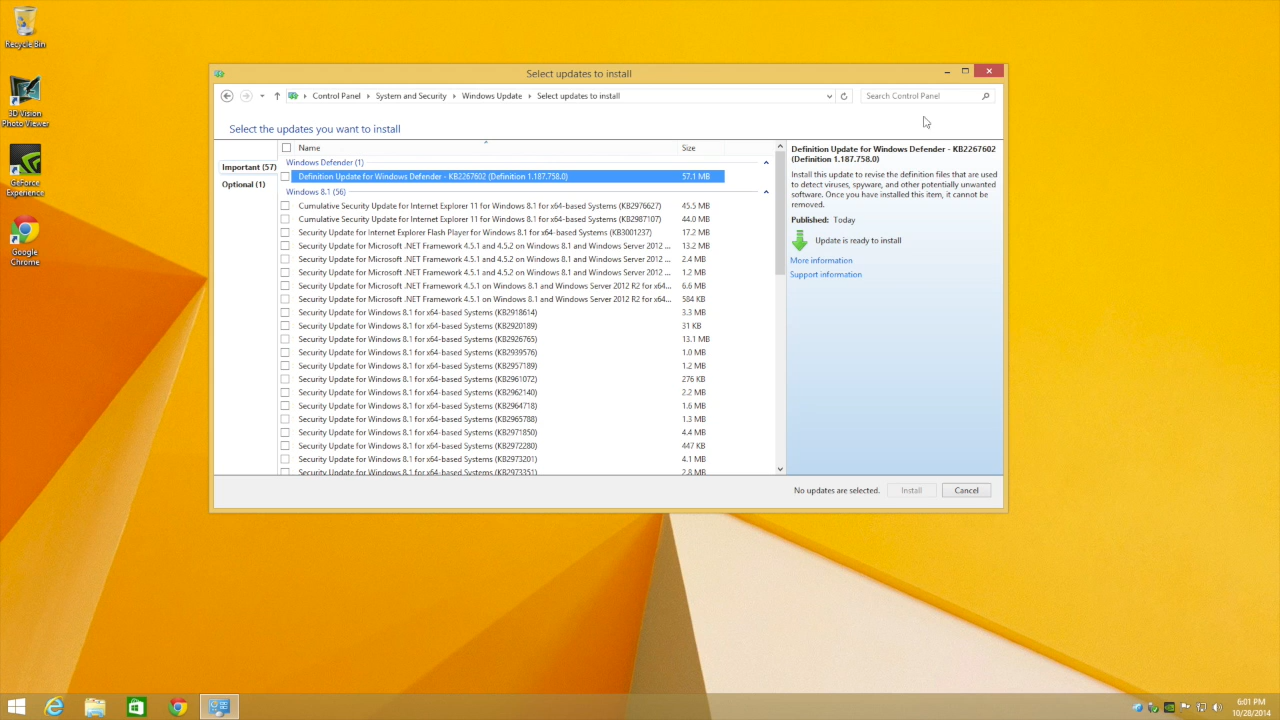 Recycle Bin
3D Vision
Photo Viewer
GeForce
Experience
Google
Chrome
Select updates to install
Control Panel
System and Security
Windows Update
Select updates to install
Search Control Panel
Select the updates you want to install
Important (57)
Optional (1)
Name
Size
Windows Defender (1)
Definition Update for Windows Defender - KB2267602 (Definition 1.187.758.0) 57.1 MB
Windows 8.1 (56)
Cumulative Security Update for Internet Explorer 11 for Windows 8.1 for x64-based Systems (KB2976627) 45.5 MB
Cumulative Security Update for Internet Explorer 11 for Windows 8.1 for x64-based Systems (KB2987107) 44.0 MB
Security Update for Internet Explorer Flash Player for Windows 8.1 for x64-based Systems (KB3001237) 17.2 MB
Security Update for Microsoft .NET Framework 4.5.1 and 4.5.2 on Windows 8.1 and Windows Server 2012 ... 13.2 MB
Security Update for Microsoft .NET Framework 4.5.1 and 4.5.2 on Windows 8.1 and Windows Server 2012 ... 2.4 MB
Security Update for Microsoft .NET Framework 4.5.1 and 4.5.2 on Windows 8.1 and Windows Server 2012 ... 1.2 MB
Security Update for Microsoft .NET Framework 4.5.1 on Windows 8.1 and Windows Server 2012 R2 for x64... 6.6 MB
Security Update for Microsoft .NET Framework 4.5.1 on Windows 8.1 and Windows Server 2012 R2 for x64... 584 KB
Security Update for Windows 8.1 for x64-based Systems (KB2918614) 3.3 MB
Security Update for Windows 8.1 for x64-based Systems (KB2920189) 31 KB
Security Update for Windows 8.1 for x64-based Systems (KB2926765) 13.1 MB
Security Update for Windows 8.1 for x64-based Systems (KB2939576) 1.0 MB
Security Update for Windows 8.1 for x64-based Systems (KB2957189) 1.2 MB
Security Update for Windows 8.1 for x64-based Systems (KB2961072) 276 KB
Security Update for Windows 8.1 for x64-based Systems (KB2962140) 2.2 MB
Security Update for Windows 8.1 for x64-based Systems (KB2964718) 1.6 MB
Security Update for Windows 8.1 for x64-based Systems (KB2965788) 1.3 MB
Security Update for Windows 8.1 for x64-based Systems (KB2971850) 4.4 MB
Security Update for Windows 8.1 for x64-based Systems (KB2972280) 447 KB
Security Update for Windows 8.1 for x64-based Systems (KB2973201) 4.1 MB
Security Update for Windows 8.1 for x64-based Systems (KB2973351) 2.8 MB
Definition Update for Windows Defender - KB2267602
(Definition 1.187.758.0)
Install this update to revise the definition files that are used
to detect viruses, spyware, and other potentially unwanted
software. Once you have installed this item, it cannot be
removed.
Published: Today
Update is ready to install
More information
Support information
No updates are selected.
Install
Cancel
6:01 PM
10/28/2014